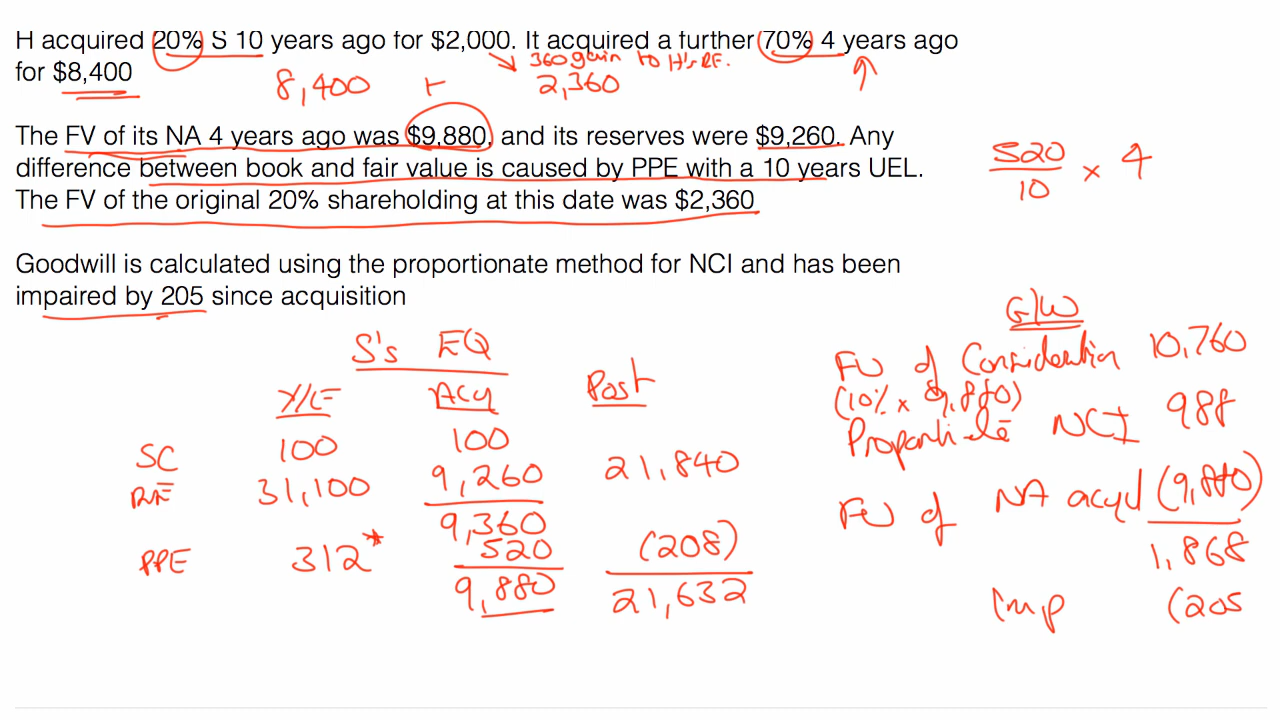 H acquired 20% S 10 years ago for $2,000. It acquired a further 70% 4 years ago
360 gain to H's RE.
for $8,400
8,400 + 2,360
The FV of its NA 4 years ago was $9,880, and its reserves were $9,260. Any
difference between book and fair value is caused by PPE with a 10 years UEL.
The FV of the original 20% shareholding at this date was $2,360
520
10
× 4
Goodwill is calculated using the proportionate method for NCI and has been
impaired by 205 since acquisition
S's EQ
Y/E ACQ Post
SC 100 100
RE 31,100 9,260 21,840
9,360
PPE 312* 520 (208)
9,880 21,632
G/W
FV of Consideration 10,760
(10% x 9,880)
Proportionate NCI 988
FV of NA acq'd (9,880)
1,868
Imp (205